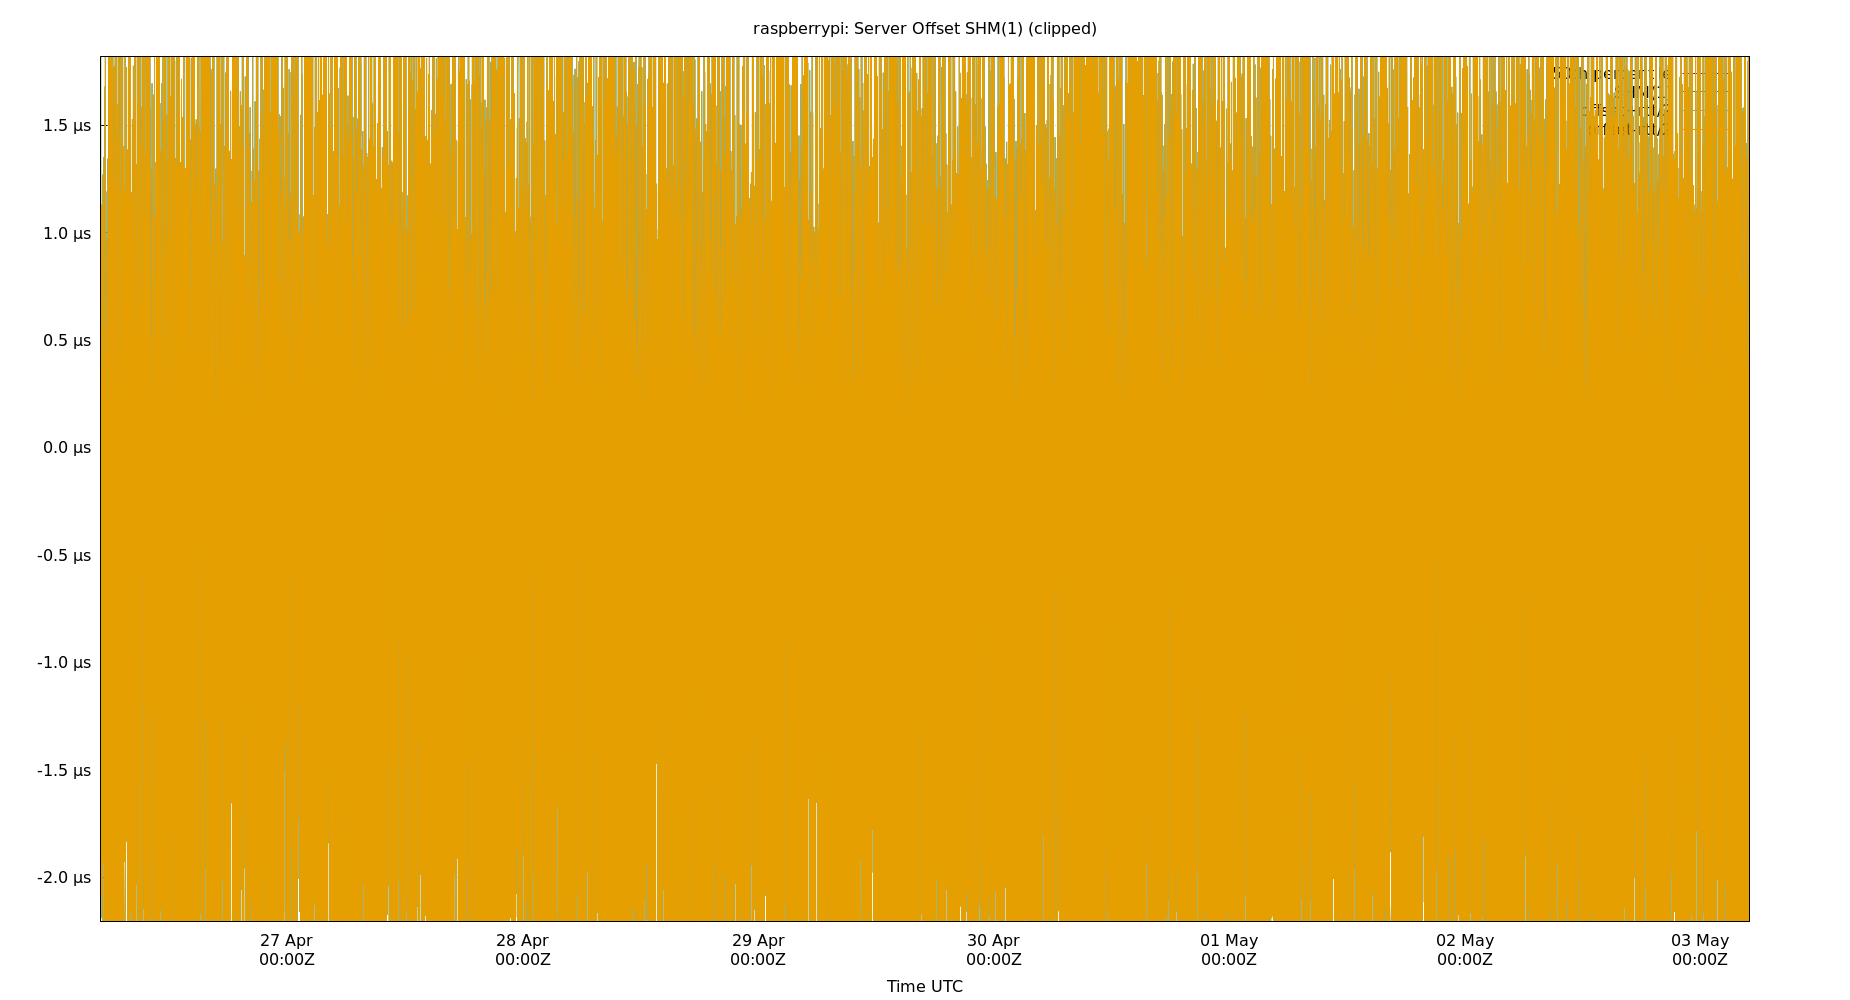 raspberrypi: Server Offset SHM(1) (clipped)
1.5 µs
1.0 µs
0.5 µs
0.0 µs
-0.5 µs
-1.0 µs
-1.5 µs
-2.0 µs
27 Apr 28 Apr 29 Apr 30 Apr 01 May 02 May 03 May
00:00Z 00:00Z 00:00Z 00:00Z 00:00Z 00:00Z 00:00Z
Time UTC